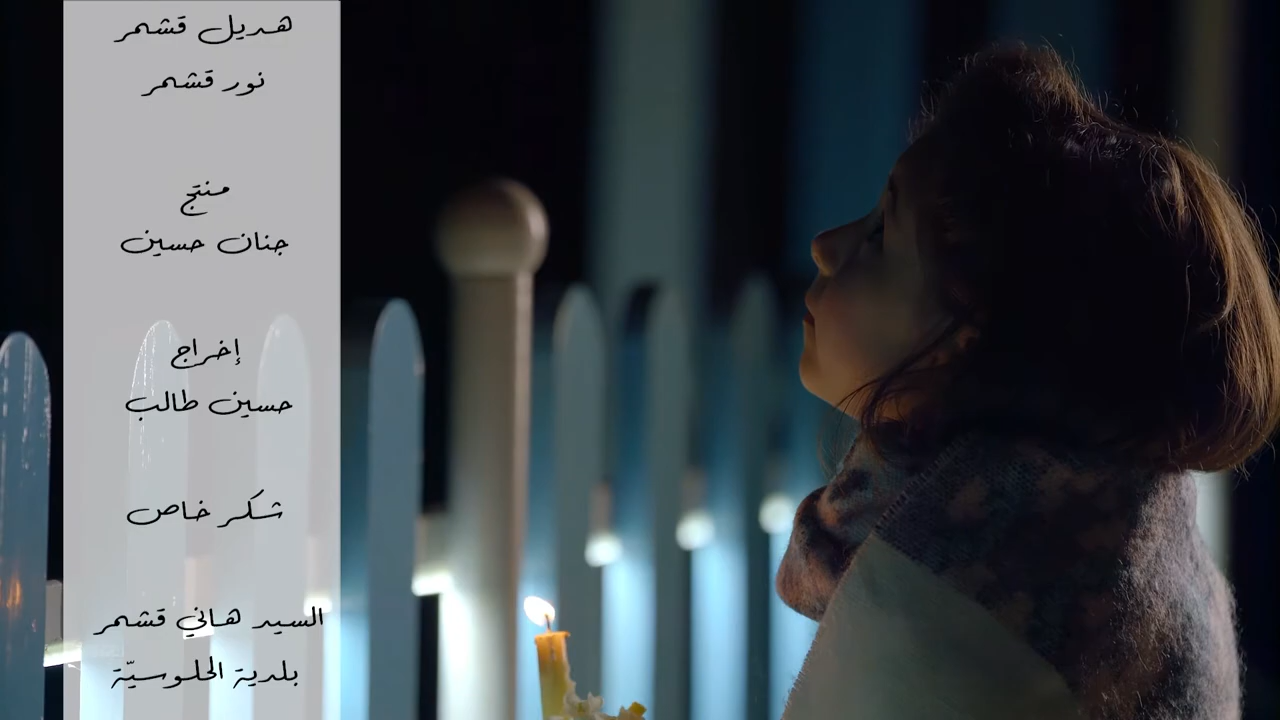 هديل قشمر
نور قشمر
منتج
جنان حسين
إخراج
حسين طالب
شكر خاص
السيد هاني قشمر
بلدية الحلوسيّة